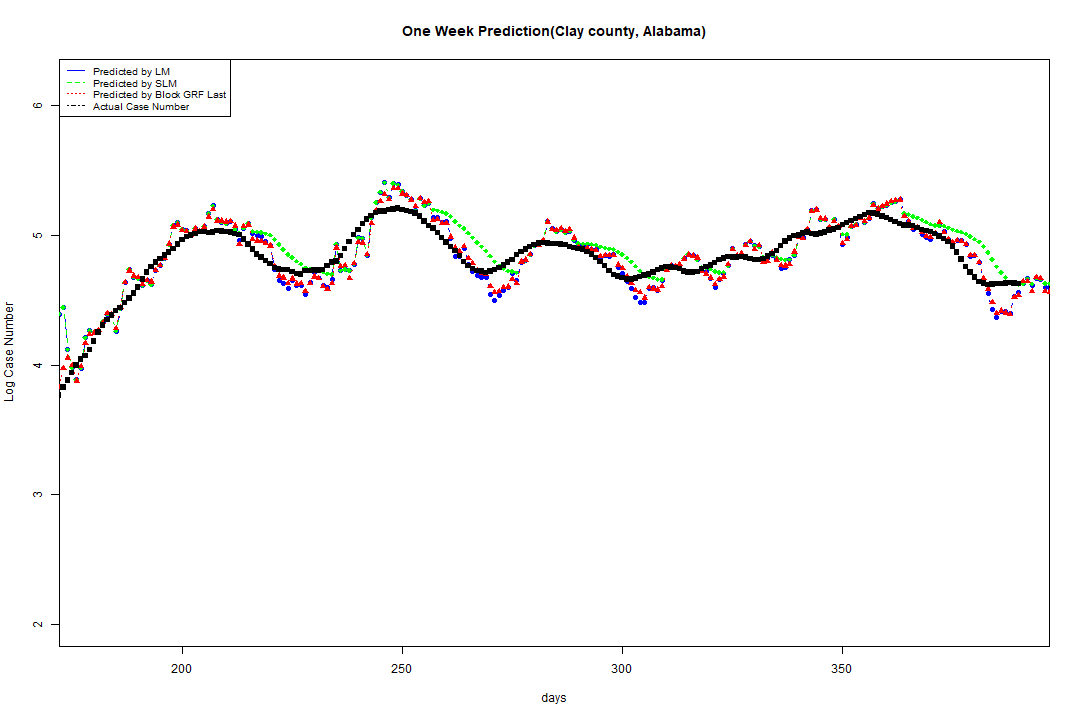 One Week Prediction(Clay county, Alabama)
Predicted by LM
Predicted by SLM
Predicted by Block GRF Last
Actual Case Number
6
5
4
3
2
Log Case Number
200
250
300
350
days